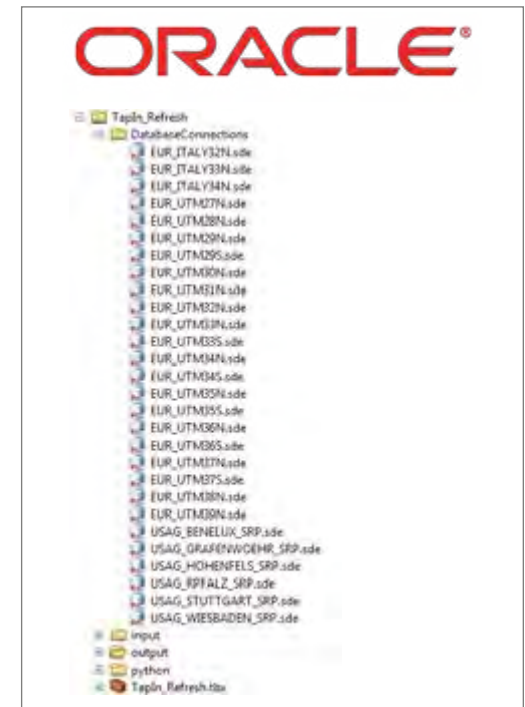 ORACLE®
TapIn_Refresh
DatabaseConnections
EUR_ITALY32N.sde
EUR_ITALY33N.sde
EUR_ITALY34N.sde
EUR_UTM27N.sde
EUR_UTM28N.sde
EUR_UTM29N.sde
EUR_UTM29S.sde
EUR_UTM30N.sde
EUR_UTM31N.sde
EUR_UTM32N.sde
EUR_UTM33N.sde
EUR_UTM33S.sde
EUR_UTM34N.sde
EUR_UTM34S.sde
EUR_UTM35N.sde
EUR_UTM35S.sde
EUR_UTM36N.sde
EUR_UTM36S.sde
EUR_UTM37N.sde
EUR_UTM37S.sde
EUR_UTM38N.sde
EUR_UTM39N.sde
USAG_BENELUX_SRP.sde
USAG_GRAFENWOEHR_SRP.sde
USAG_HOHENFELS_SRP.sde
USAG_RPFALZ_SRP.sde
USAG_STUTTGART_SRP.sde
USAG_WIESBADEN_SRP.sde
input
output
python
TapIn_Refresh.tbx